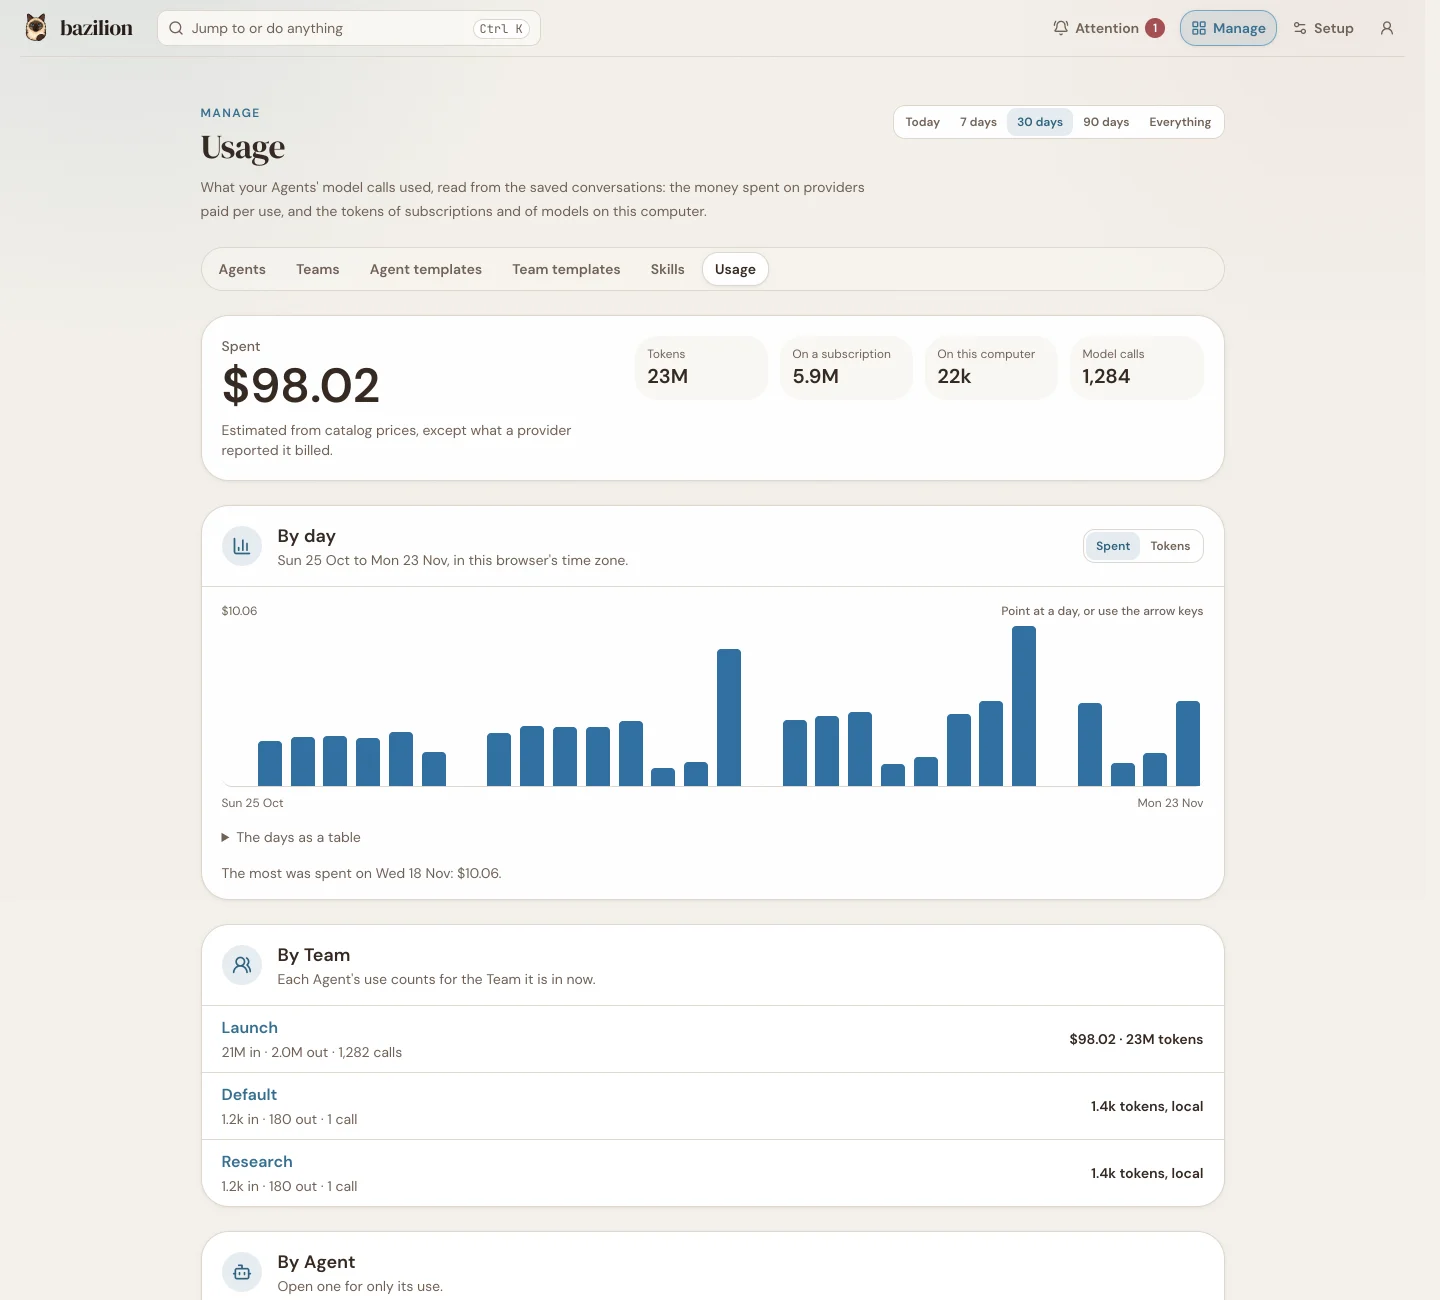 bazilion
Jump to or do anything
Ctrl K
Attention
1
Manage
Setup
MANAGE
Usage
What your Agents' model calls used, read from the saved conversations: the money spent on providers
paid per use, and the tokens of subscriptions and of models on this computer.
Today
7 days
30 days
90 days
Everything
Agents
Teams
Agent templates
Team templates
Skills
Usage
Spent
$98.02
Estimated from catalog prices, except what a provider
reported it billed.
Tokens
23M
On a subscription
5.9M
On this computer
22k
Model calls
1,284
By day
Sun 25 Oct to Mon 23 Nov, in this browser's time zone.
Spent
Tokens
$10.06
Point at a day, or use the arrow keys
Sun 25 Oct
Mon 23 Nov
The days as a table
The most was spent on Wed 18 Nov: $10.06.
By Team
Each Agent's use counts for the Team it is in now.
Launch
21M in · 2.0M out · 1,282 calls
$98.02 · 23M tokens
Default
1.2k in · 180 out · 1 call
1.4k tokens, local
Research
1.2k in · 180 out · 1 call
1.4k tokens, local
By Agent
Open one for only its use.